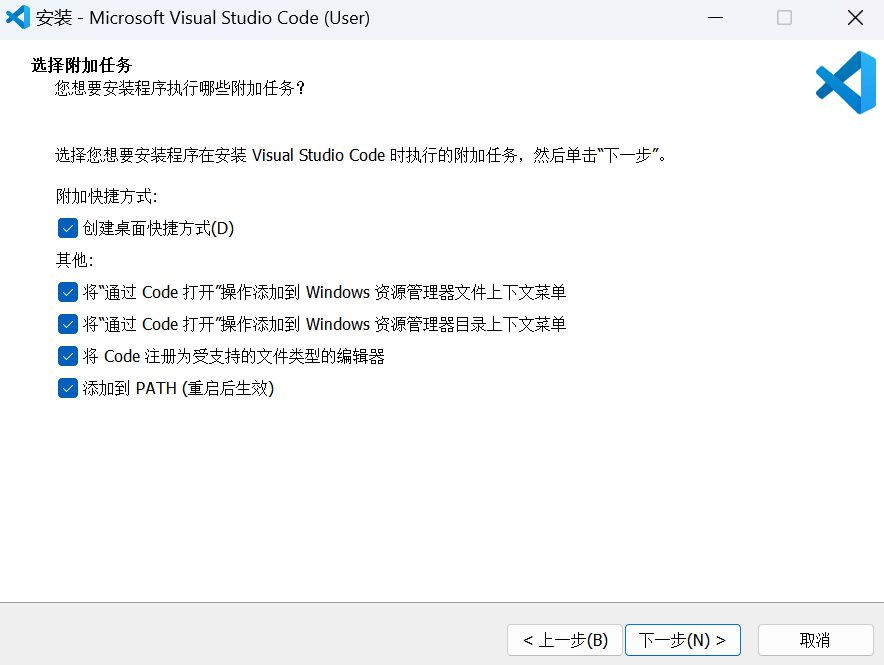 安装 - Microsoft Visual Studio Code (User)
选择附加任务
您想要安装程序执行哪些附加任务？
选择您想要安装程序在安装 Visual Studio Code 时执行的附加任务，然后单击“下一步”。
附加快捷方式:
创建桌面快捷方式(D)
其他:
将“通过 Code 打开”操作添加到 Windows 资源管理器文件上下文菜单
将“通过 Code 打开”操作添加到 Windows 资源管理器目录上下文菜单
将 Code 注册为受支持的文件类型的编辑器
添加到 PATH (重启后生效)
< 上一步(B) 下一步(N) > 取消